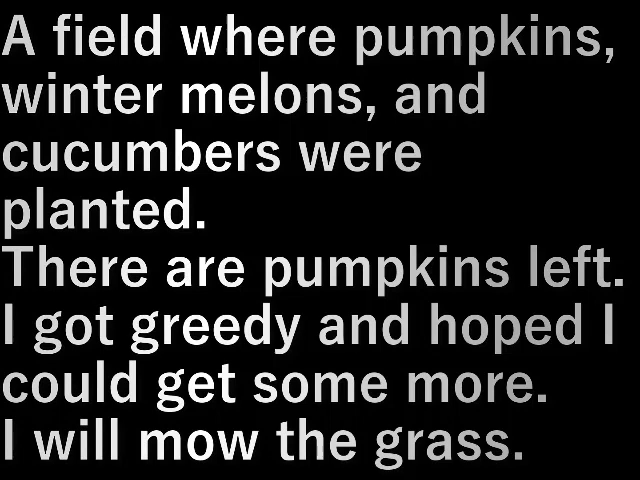 A field where pumpkins,
winter melons, and
cucumbers were
planted.
There are pumpkins left.
I got greedy and hoped I
could get some more.
I will mow the grass.